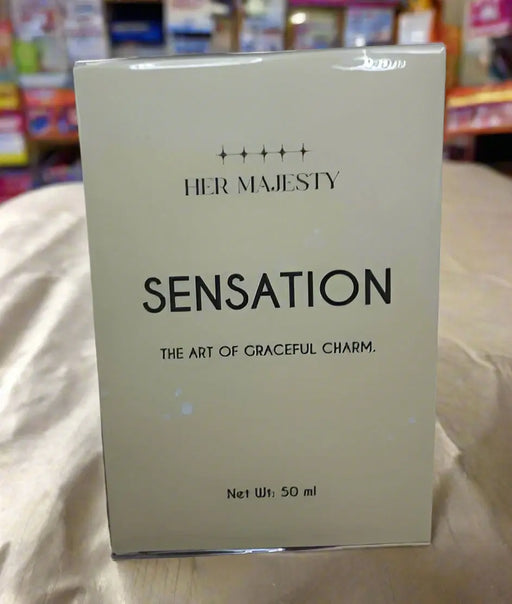 HER MAJESTY
SENSATION
THE ART OF GRACEFUL CHARM.
Net Wt: 50 ml